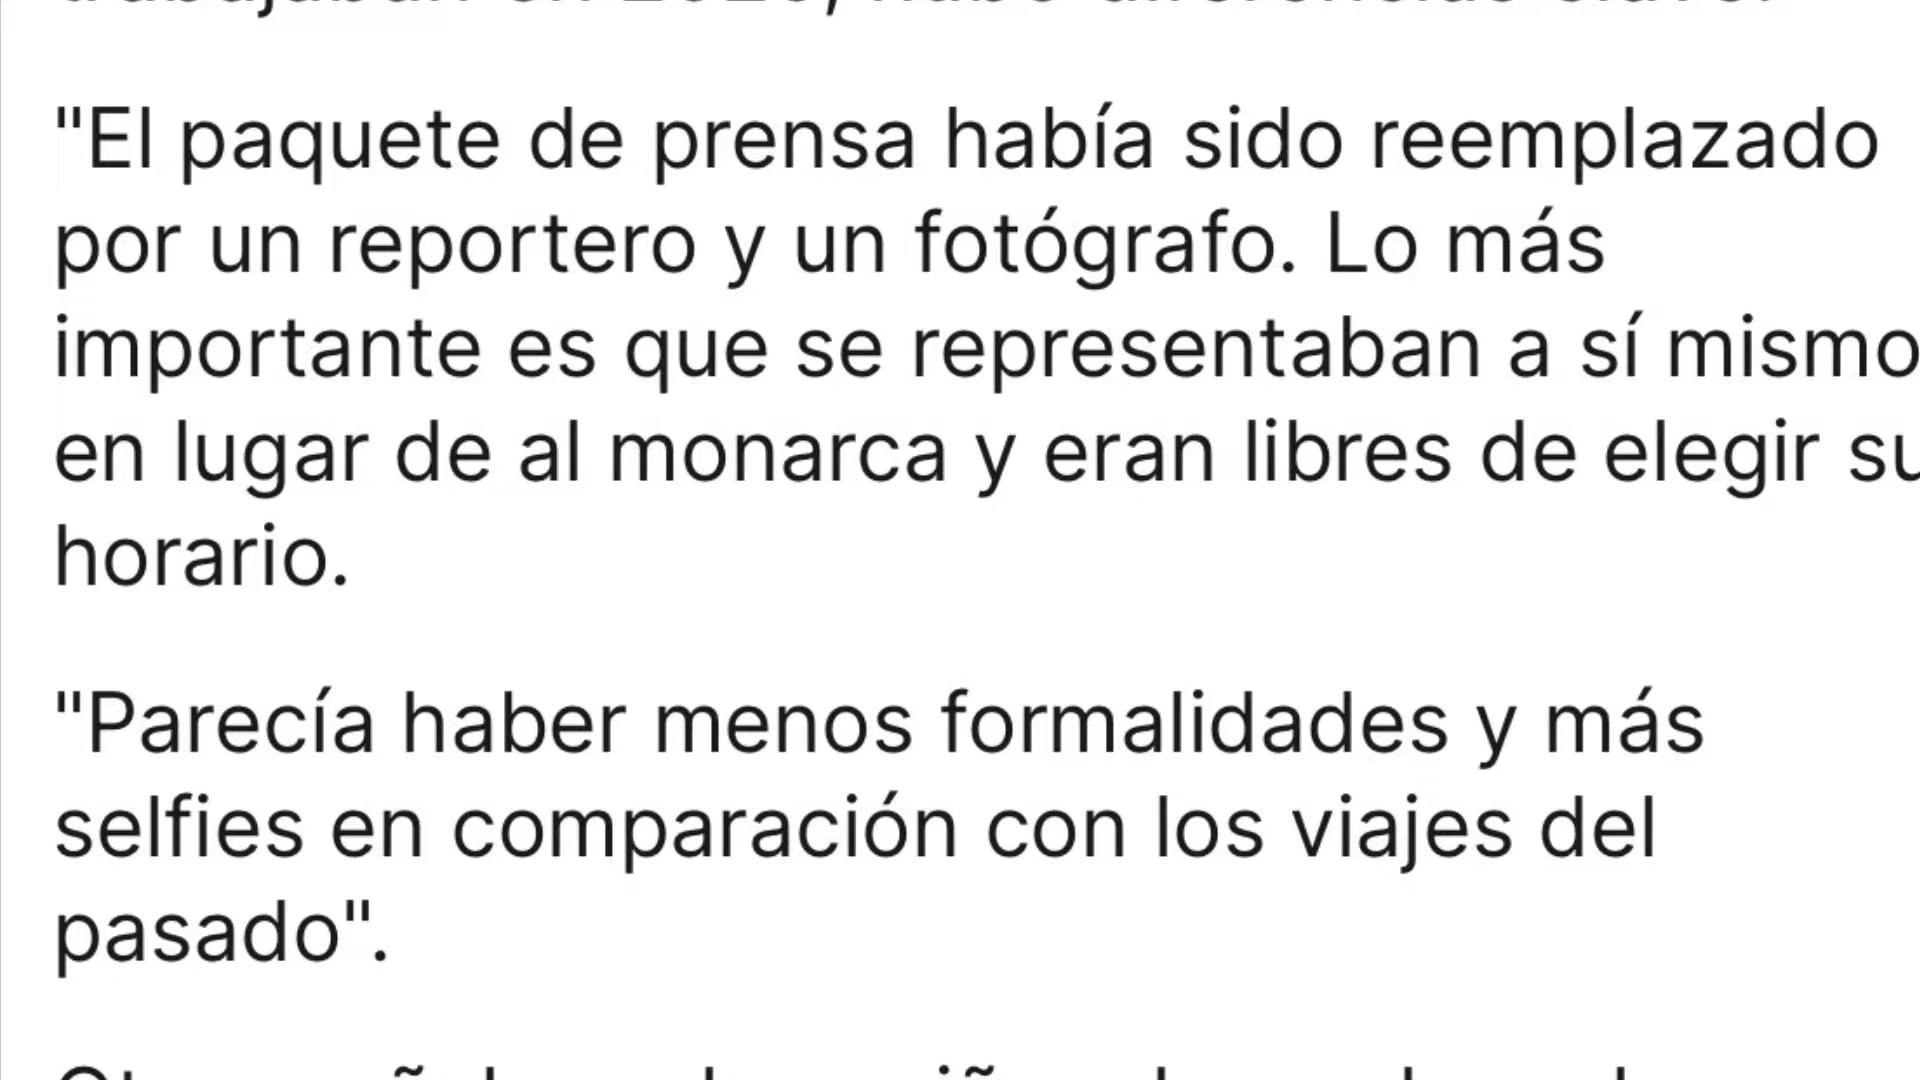 "El paquete de prensa había sido reemplazado
por un reportero y un fotógrafo. Lo más
importante es que se representaban a sí mismo
en lugar de al monarca y eran libres de elegir su
horario.
"Parecía haber menos formalidades y más
selfies en comparación con los viajes del
pasado".